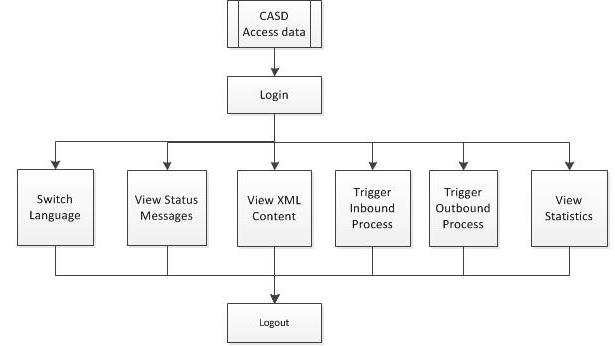 CASD
Access data
Login
Switch
Language
View Status
Messages
View XML
Content
Trigger
Inbound
Process
Trigger
Outbound
Process
View
Statistics
Logout